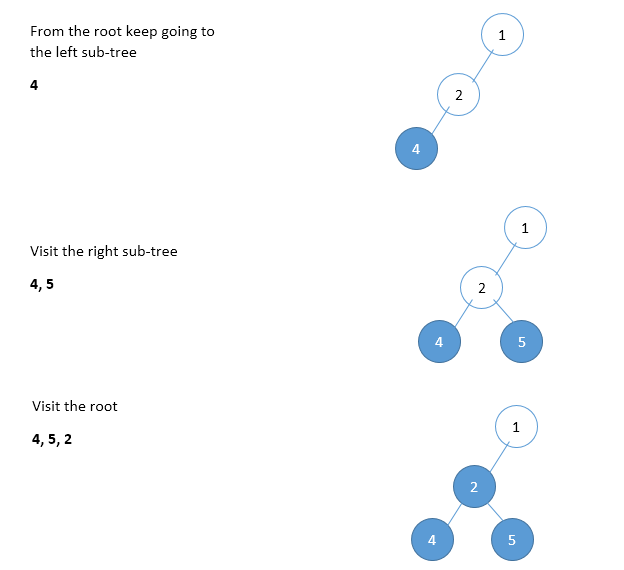 From the root keep going to
the left sub-tree
4
1
2
4
Visit the right sub-tree
4, 5
1
2
4
5
Visit the root
4, 5, 2
1
2
4
5